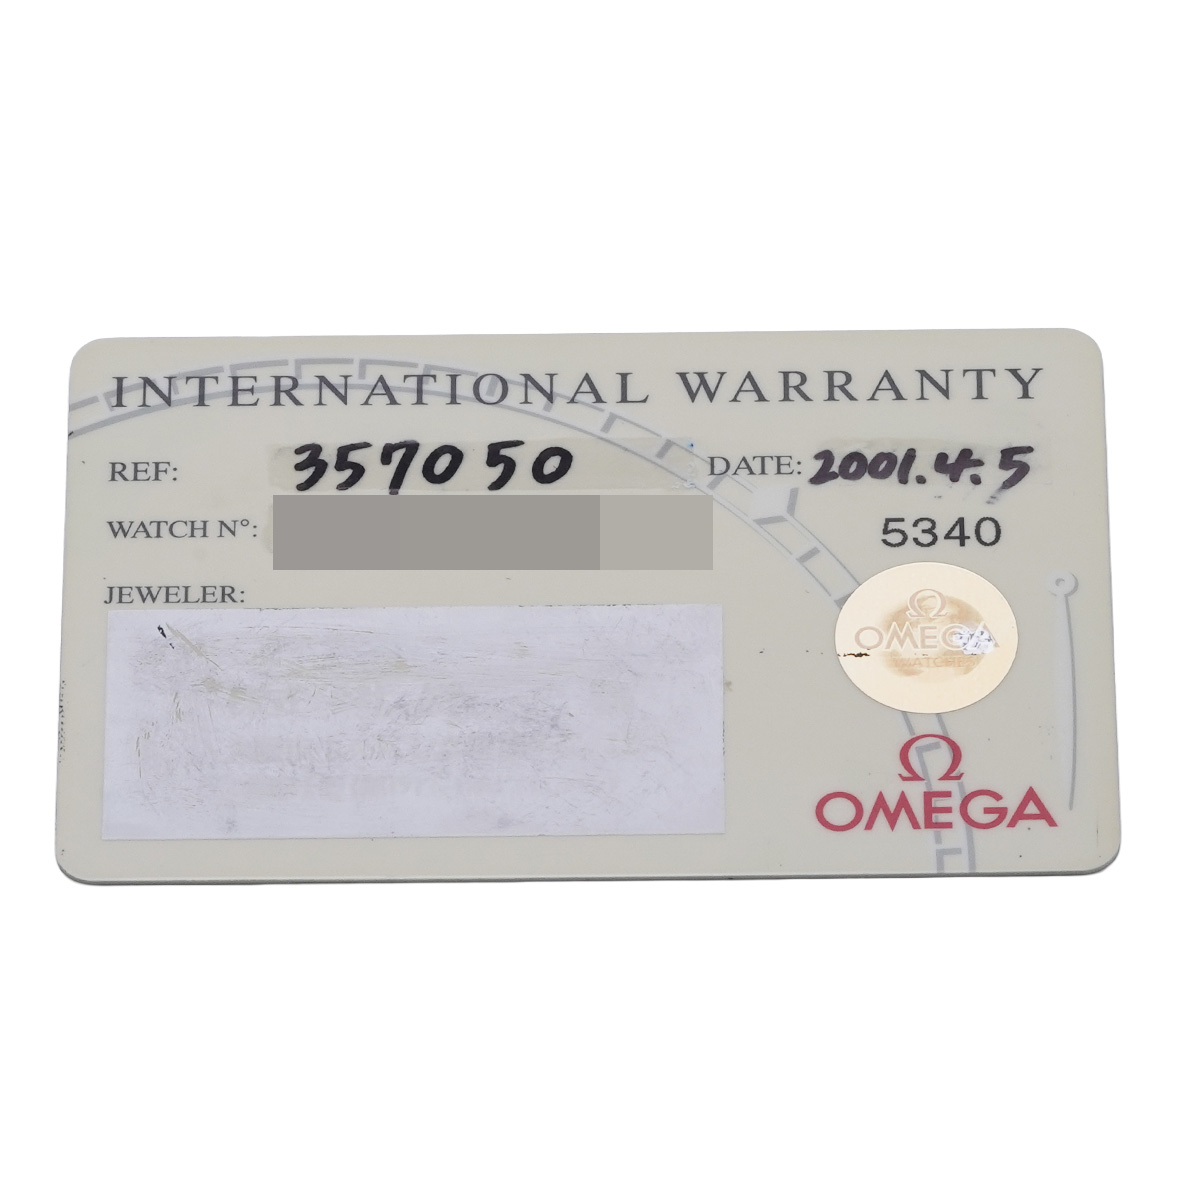 INTERNATIONAL WARRANTY
REF: 357050 DATE: 2001.4.5
WATCH N°:
5340
JEWELER:
Ω
OMEGA
WATCHES
Ω
OMEGA